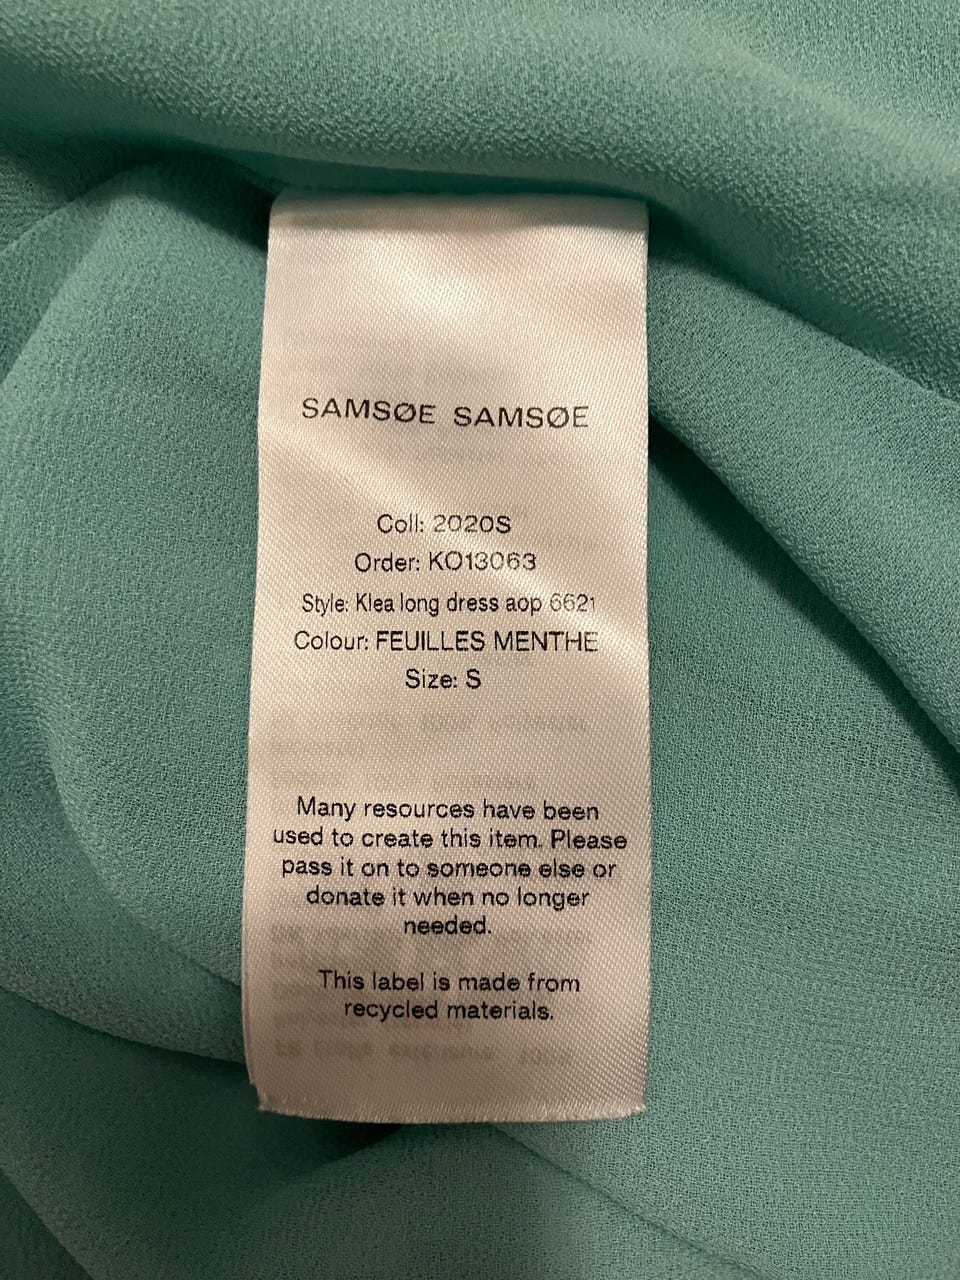 SAMSØE SAMSØE
Coll: 2020S
Order: KO13063
Style: Klea long dress aop 6621
Colour: FEUILLES MENTHE
Size: S
Many resources have been
used to create this item. Please
pass it on to someone else or
donate it when no longer
needed.
This label is made from
recycled materials.